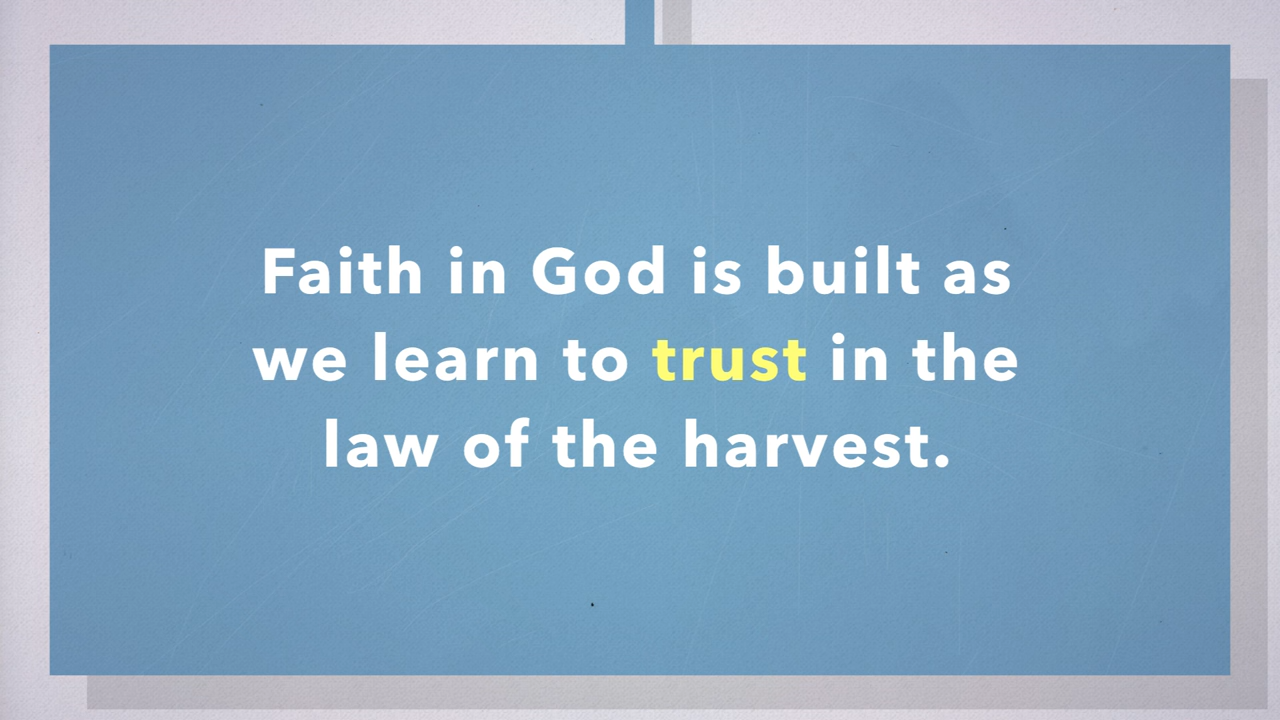 Faith in God is built as
we learn to trust in the
law of the harvest.